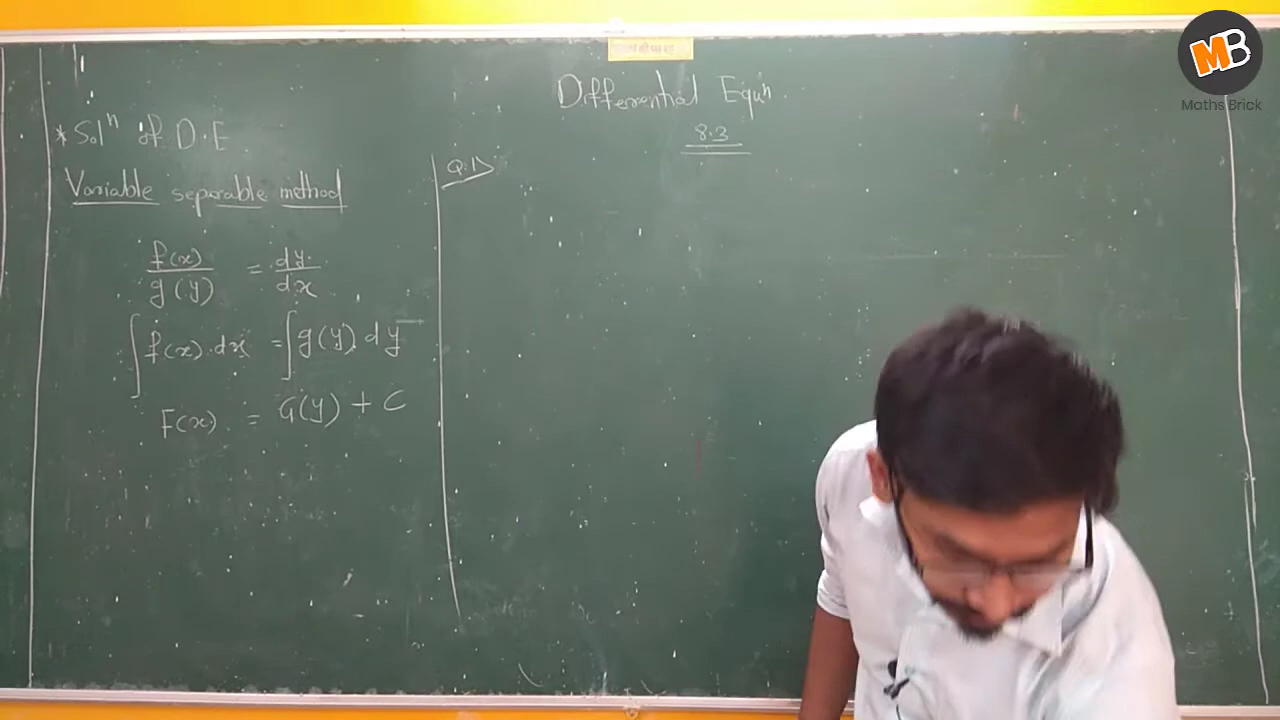 Differential Equⁿ.
8.3
* Solⁿ of D.E.
Variable separable method
f(x)/g(y) = dy/dx
∫f(x).dx = ∫g(y).dy
F(x) = G(y) + C
Q.1>
MB
Maths Brick